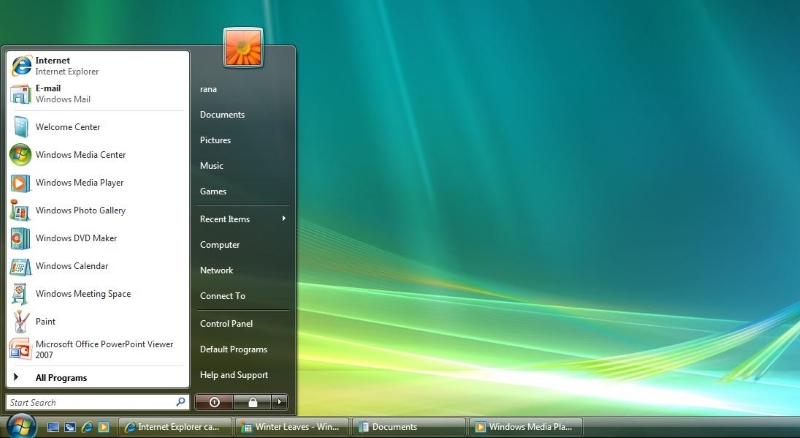 Internet
Internet Explorer
E-mail
Windows Mail
Welcome Center
Windows Media Center
Windows Media Player
Windows Photo Gallery
Windows DVD Maker
Windows Calendar
Windows Meeting Space
Paint
Microsoft Office PowerPoint Viewer
2007
All Programs
Start Search
rana
Documents
Pictures
Music
Games
Recent Items
Computer
Network
Connect To
Control Panel
Default Programs
Help and Support
Internet Explorer ca...
Winter Leaves - Win...
Documents
Windows Media Pla...